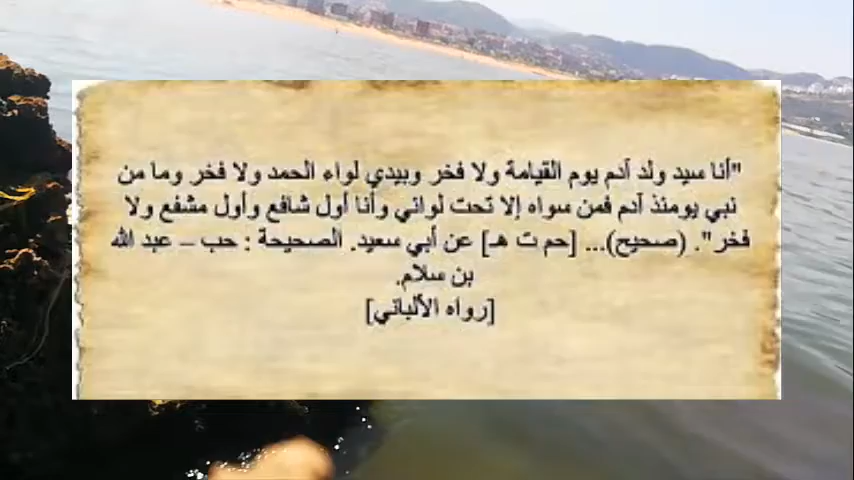 "أنا سيد ولد آدم يوم القيامة ولا فخر وبيدي لواء الحمد ولا فخر وما من
نبي يومئذ آدم فمن سواه إلا تحت لوائي وأنا أول شافع وأول مشفع ولا
فخر". (صحيح)... [حم ت هـ] عن أبي سعيد. الصحيحة : حب – عبد الله
بن سلام.
[رواه الألباني]